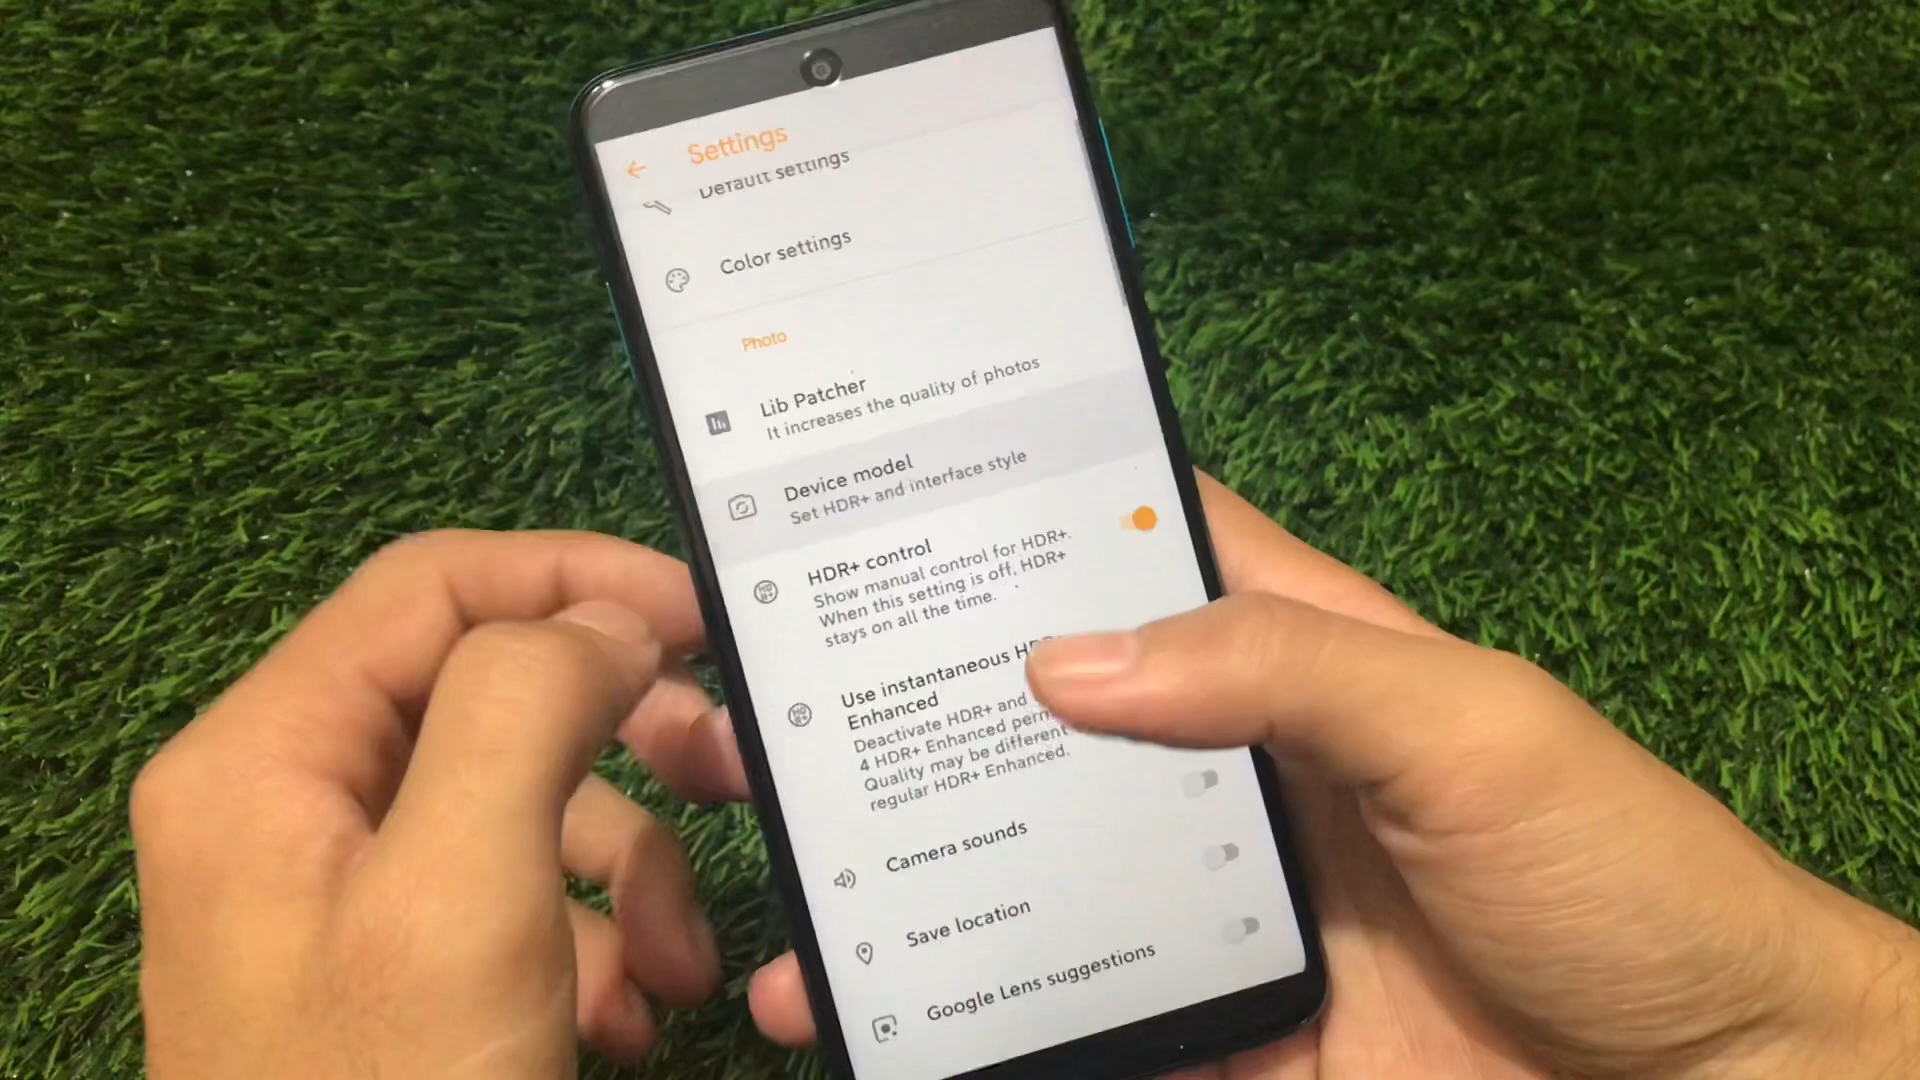 Settings
Default settings
Color settings
Photo
Lib Patcher
It increases the quality of photos
Device model
Set HDR+ and interface style
HDR+ control
Show manual control for HDR+.
When this setting is off, HDR+
stays on all the time.
Use instantaneous
Enhanced
Deactivate HDR+ and
4 HDR+ Enhanced
Quality may be different
regular HDR+ Enhanced.
Camera sounds
Save location
Google Lens suggestions